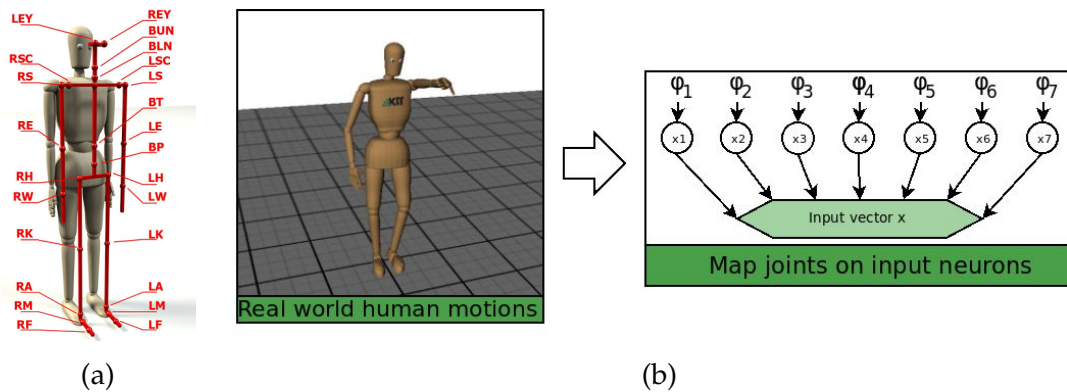 LEY
REY
BUN
BLN
RSC
LSC
RS
LS
BT
RE
LE
BP
RH
LH
RW
LW
RK
LK
RA
LA
RM
LM
RF
LF
(a)
KIT
Real world human motions
φ1 φ2 φ3 φ4 φ5 φ6 φ7
x1 x2 x3 x4 x5 x6 x7
Input vector x
Map joints on input neurons
(b)